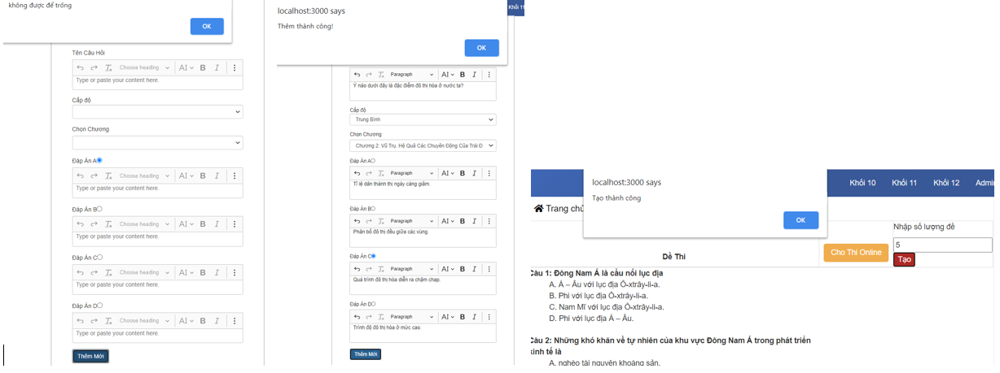 không được để trống
OK
Tên Câu Hỏi
Choose heading
AI
B
I
Type or paste your content here.
Cấp độ
Chọn Chương
Đáp Án A
Choose heading
AI
B
I
Type or paste your content here.
Đáp Án B
Choose heading
AI
B
I
Type or paste your content here.
Đáp Án C
Choose heading
AI
B
I
Type or paste your content here.
Đáp Án D
Choose heading
AI
B
I
Type or paste your content here.
Thêm Mới
Khối 11
localhost:3000 says
Thêm thành công!
OK
Paragraph
AI
B
I
Ý nào dưới đây là đặc điểm đô thị hóa ở nước ta?
Cấp độ
Trung Bình
Chọn Chương
Chương 2: Vũ Trụ. Hệ Quả Các Chuyển Động Của Trái Đ
Đáp Án A
Paragraph
AI
B
I
Tỉ lệ dân thành thị ngày càng giảm.
Đáp Án B
Paragraph
AI
B
I
Phân bố đô thị đều giữa các vùng.
Đáp Án C
Paragraph
AI
B
I
Quá trình đô thị hóa diễn ra chậm chạp.
Đáp Án D
Paragraph
AI
B
I
Trình độ đô thị hóa ở mức cao.
Thêm Mới
localhost:3000 says
Tạo thành công
OK
Khối 10
Khối 11
Khối 12
Admi
Trang chủ
Nhập số lượng đề
5
Cho Thi Online
Tạo
Đề Thi
Câu 1: Đông Nam Á là cầu nối lục địa
A. Á – Âu với lục địa Ô-xtrây-li-a.
B. Phi với lục địa Ô-xtrây-li-a.
C. Nam Mĩ với lục địa Ô-xtrây-li-a.
D. Phi với lục địa Á – Âu.
Câu 2: Những khó khăn về tự nhiên của khu vực Đông Nam Á trong phát triển
kinh tế là
A. nghèo tài nguyên khoáng sản.